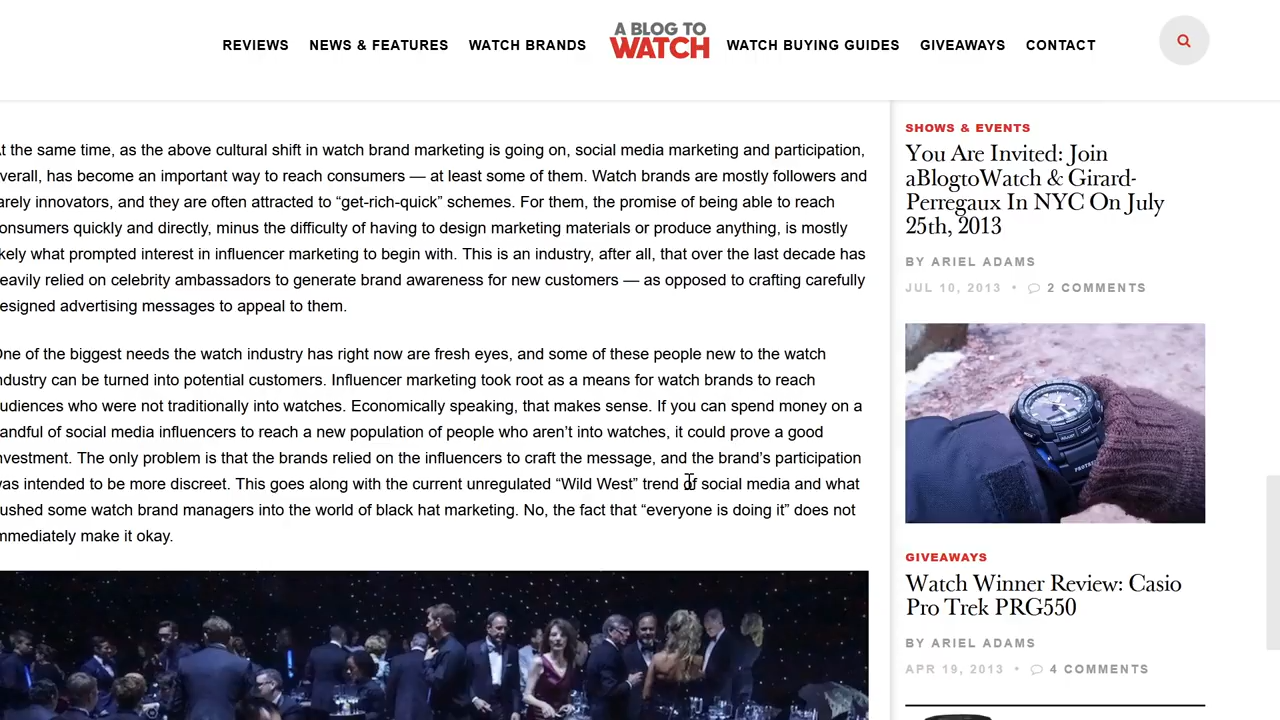 REVIEWS NEWS & FEATURES WATCH BRANDS A BLOG TO WATCH WATCH BUYING GUIDES GIVEAWAYS CONTACT
t the same time, as the above cultural shift in watch brand marketing is going on, social media marketing and participation,
verall, has become an important way to reach consumers — at least some of them. Watch brands are mostly followers and
arely innovators, and they are often attracted to “get-rich-quick” schemes. For them, the promise of being able to reach
onsumers quickly and directly, minus the difficulty of having to design marketing materials or produce anything, is mostly
kely what prompted interest in influencer marketing to begin with. This is an industry, after all, that over the last decade has
eavily relied on celebrity ambassadors to generate brand awareness for new customers — as opposed to crafting carefully
esigned advertising messages to appeal to them.
One of the biggest needs the watch industry has right now are fresh eyes, and some of these people new to the watch
ndustry can be turned into potential customers. Influencer marketing took root as a means for watch brands to reach
udiences who were not traditionally into watches. Economically speaking, that makes sense. If you can spend money on a
andful of social media influencers to reach a new population of people who aren’t into watches, it could prove a good
nvestment. The only problem is that the brands relied on the influencers to craft the message, and the brand’s participation
was intended to be more discreet. This goes along with the current unregulated “Wild West” trend of social media and what
ushed some watch brand managers into the world of black hat marketing. No, the fact that “everyone is doing it” does not
mmediately make it okay.
SHOWS & EVENTS
You Are Invited: Join
aBlogtoWatch & Girard-
Perregaux In NYC On July
25th, 2013
BY ARIEL ADAMS
JUL 10, 2013 • 2 COMMENTS
GIVEAWAYS
Watch Winner Review: Casio
Pro Trek PRG550
BY ARIEL ADAMS
APR 19, 2013 • 4 COMMENTS